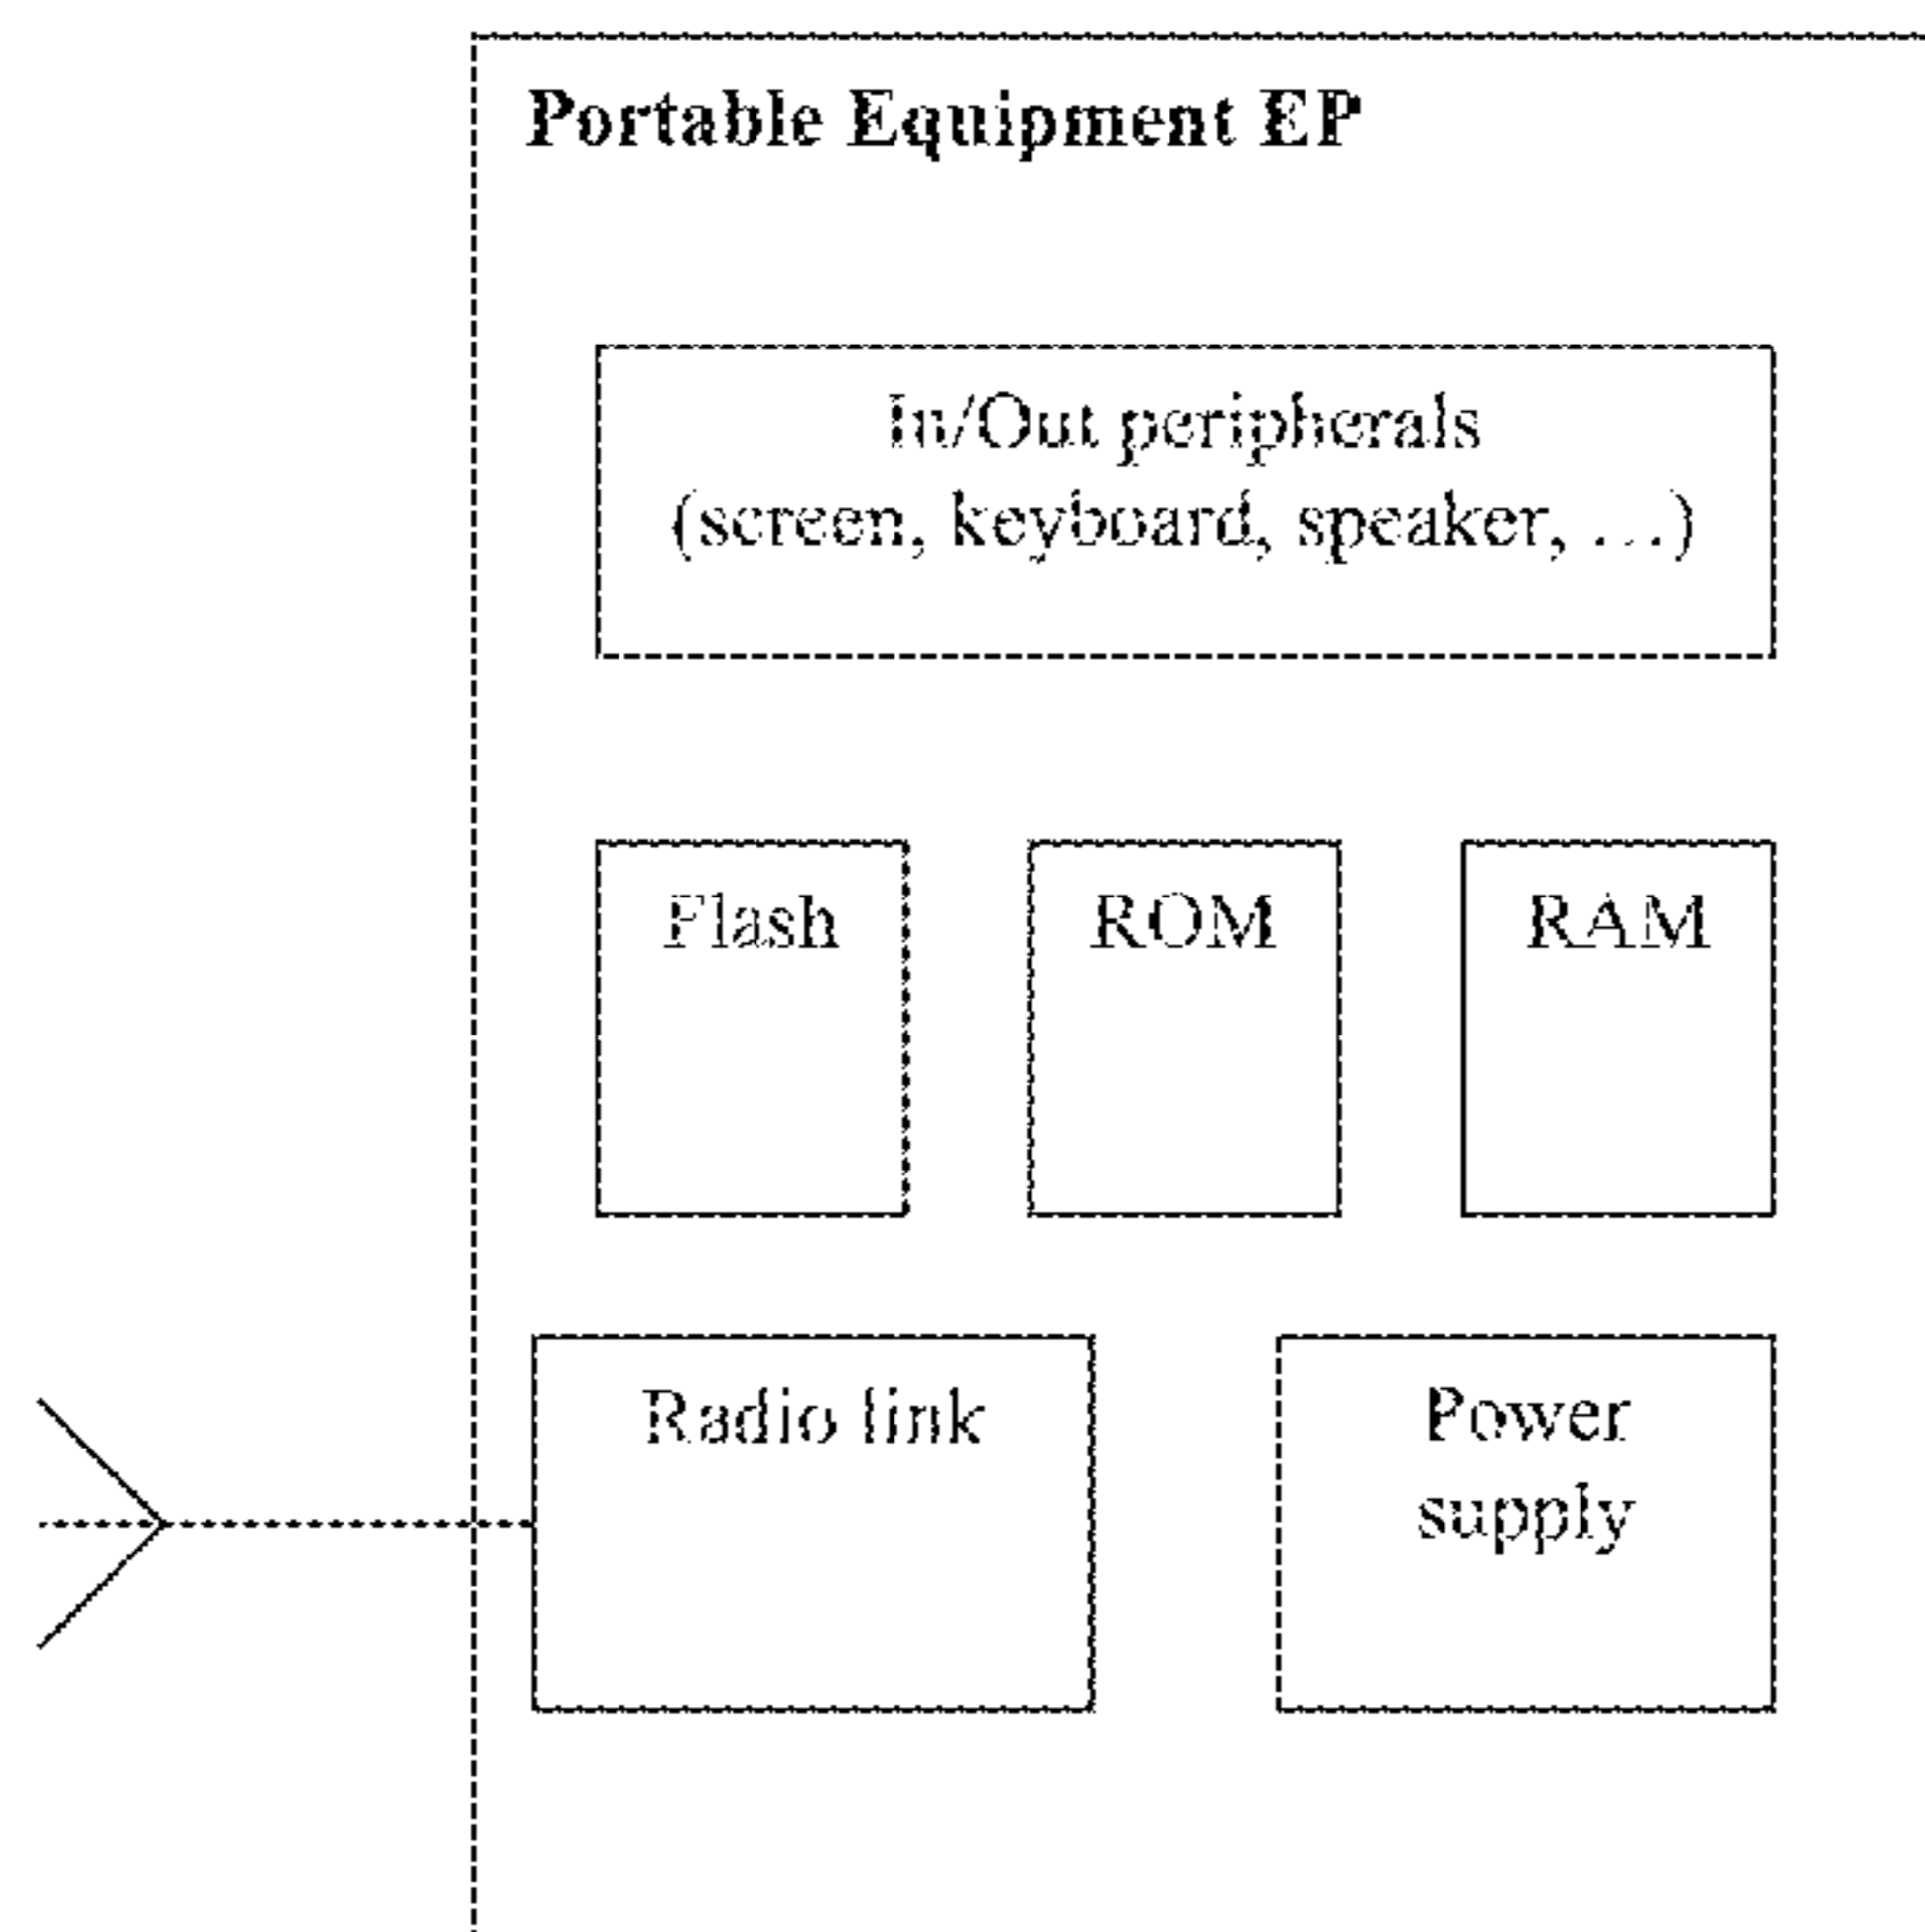 Portable Equipment EP
In/Out peripherals
(screen, keyboard, speaker, ...)
Flash
ROM
RAM
Radio link
Power
supply